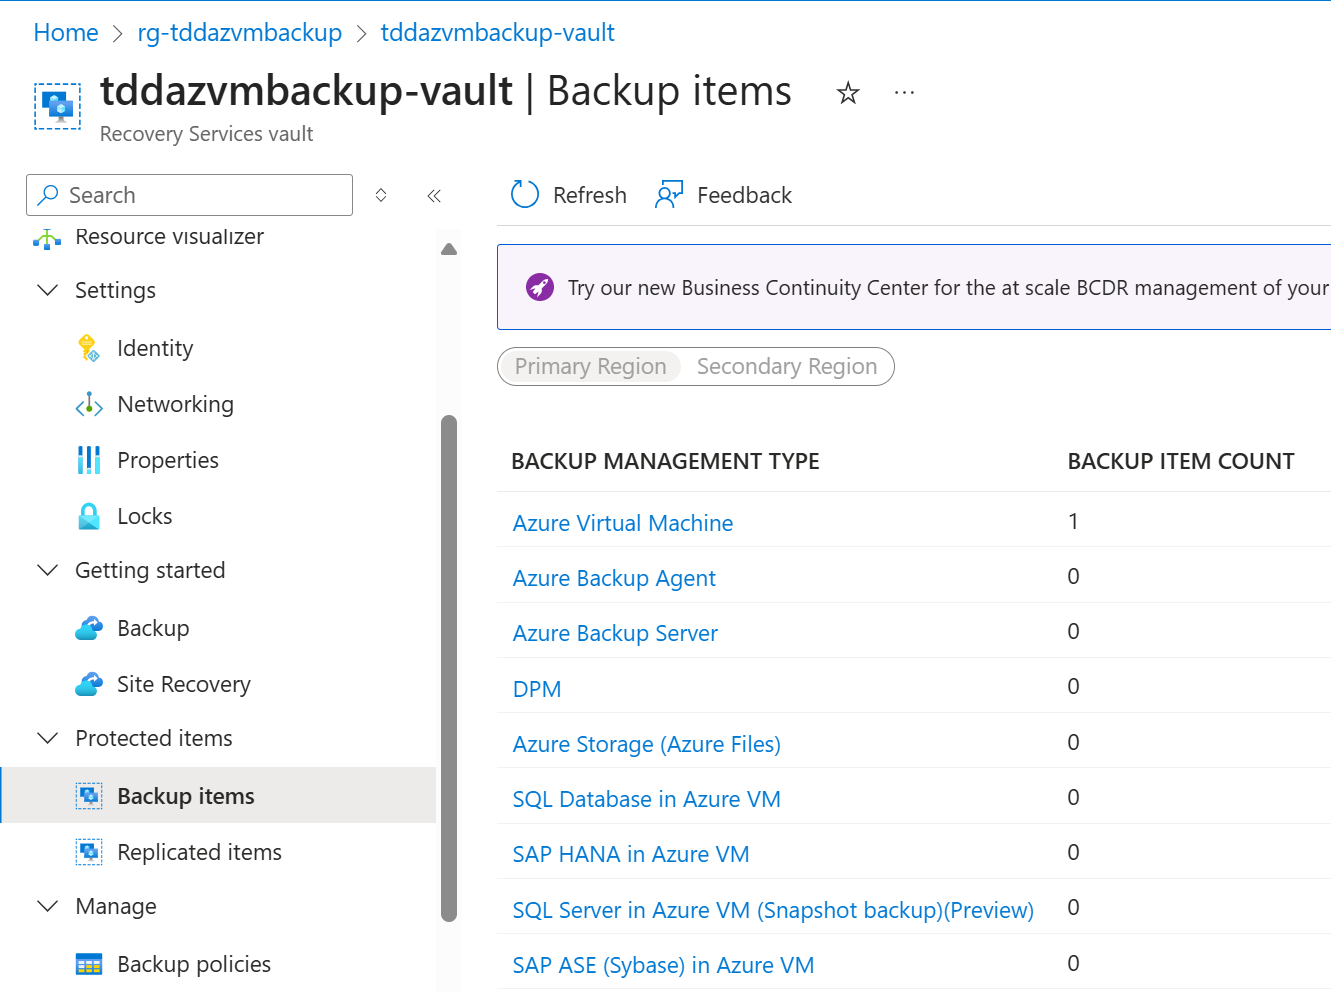 Home > rg-tddazvmbackup > tddazvmbackup-vault
tddazvmbackup-vault | Backup items
Recovery Services vault
Search
Refresh
Feedback
Resource visualizer
Settings
Identity
Networking
Properties
Locks
Getting started
Backup
Site Recovery
Protected items
Backup items
Replicated items
Manage
Backup policies
Try our new Business Continuity Center for the at scale BCDR management of your
Primary Region Secondary Region
BACKUP MANAGEMENT TYPE BACKUP ITEM COUNT
Azure Virtual Machine 1
Azure Backup Agent 0
Azure Backup Server 0
DPM 0
Azure Storage (Azure Files) 0
SQL Database in Azure VM 0
SAP HANA in Azure VM 0
SQL Server in Azure VM (Snapshot backup)(Preview) 0
SAP ASE (Sybase) in Azure VM 0